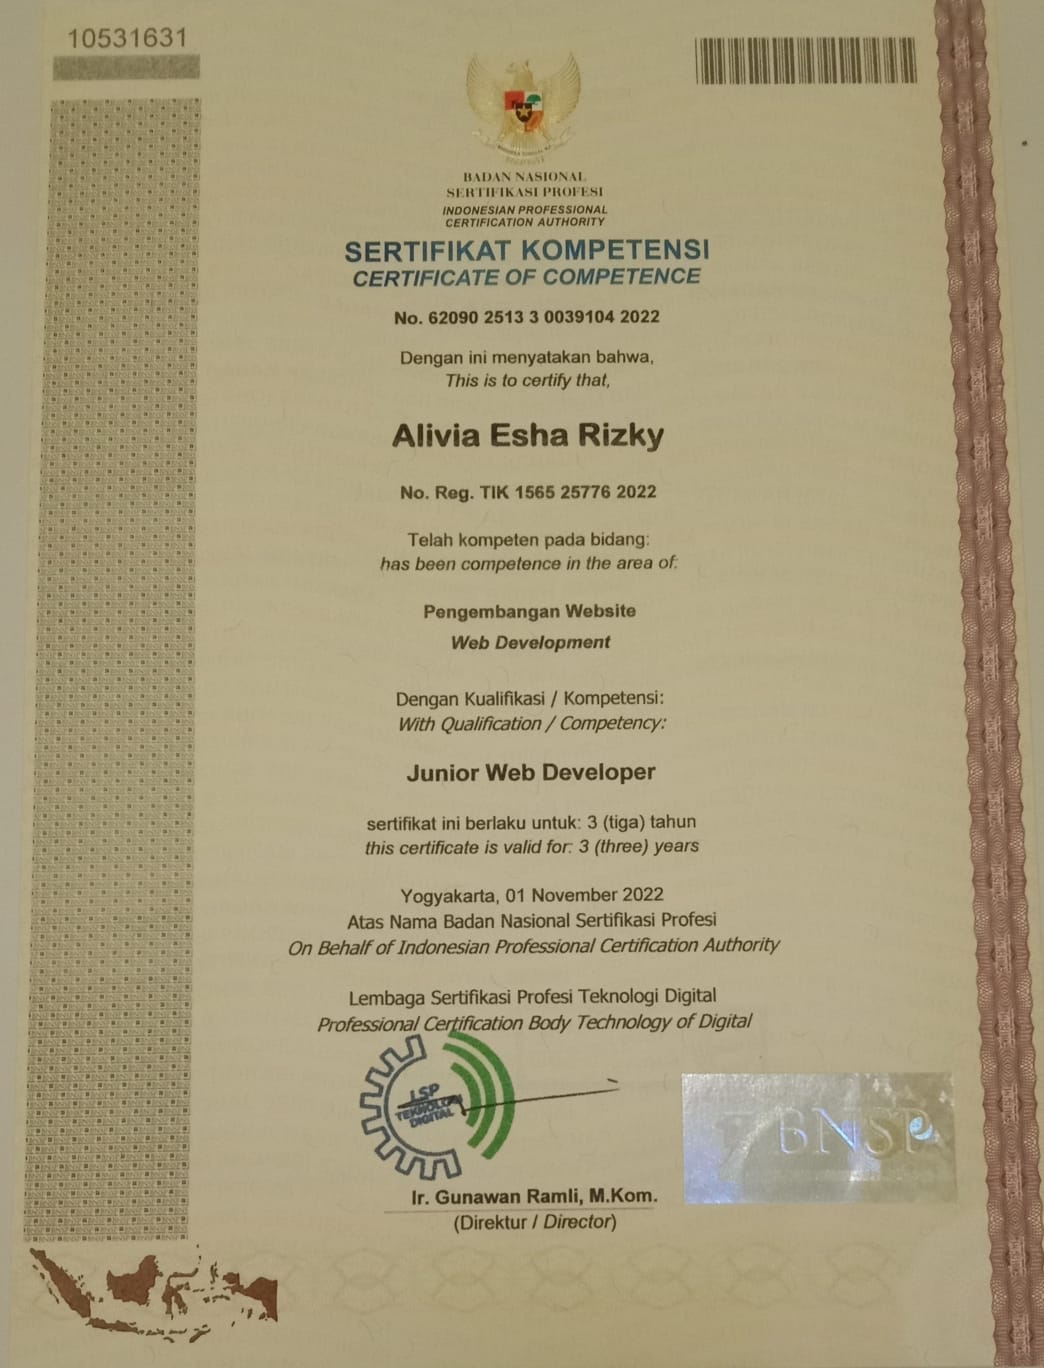 10531631
BADAN NASIONAL
SERTIFIKASI PROFESI
INDONESIAN PROFESSIONAL
CERTIFICATION AUTHORITY
SERTIFIKAT KOMPETENSI
CERTIFICATE OF COMPETENCE
No. 62090 2513 3 0039104 2022
Dengan ini menyatakan bahwa,
This is to certify that,
Alivia Esha Rizky
No. Reg. TIK 1565 25776 2022
Telah kompeten pada bidang:
has been competence in the area of:
Pengembangan Website
Web Development
Dengan Kualifikasi / Kompetensi:
With Qualification / Competency:
Junior Web Developer
sertifikat ini berlaku untuk: 3 (tiga) tahun
this certificate is valid for: 3 (three) years
Yogyakarta, 01 November 2022
Atas Nama Badan Nasional Sertifikasi Profesi
On Behalf of Indonesian Professional Certification Authority
Lembaga Sertifikasi Profesi Teknologi Digital
Professional Certification Body Technology of Digital
LSP
TEKNOLOGI
DIGITAL
BNSP
Ir. Gunawan Ramli, M.Kom.
(Direktur / Director)